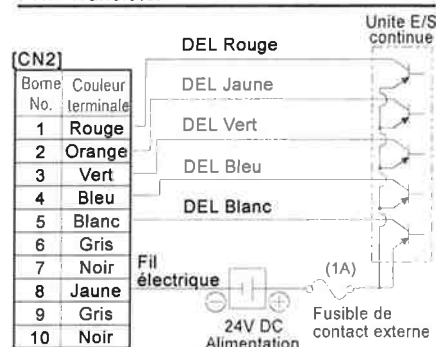 Unite E/S
continue
DEL Rouge
[CN2]
Borne No.
Couleur terminale
DEL Jaune
1 Rouge
DEL Vert
2 Orange
3 Vert
DEL Bleu
4 Bleu
DEL Blanc
5 Blanc
6 Gris
7 Noir
Fil
électrique
(1A)
8 Jaune
9 Gris
10 Noir
24V DC
Alimentation
Fusible de
contact externe